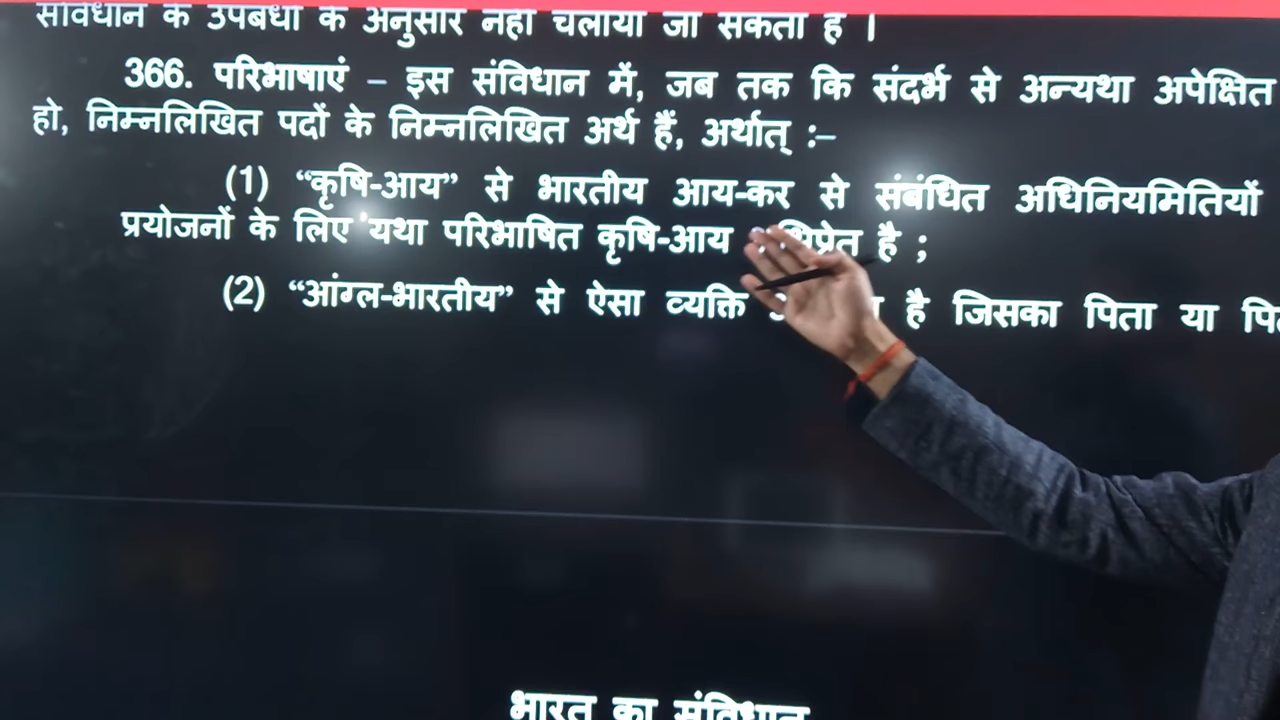 संविधान के उपबंधों के अनुसार नहीं चलाया जा सकता है ।
366. परिभाषाएं – इस संविधान में, जब तक कि संदर्भ से अन्यथा अपेक्षित
हो, निम्नलिखित पदों के निम्नलिखित अर्थ हैं, अर्थात् :–
(1) “कृषि-आय” से भारतीय आय-कर से संबंधित अधिनियमितियों
प्रयोजनों के लिए यथा परिभाषित कृषि-आय है ;
(2) “आंग्ल-भारतीय” से ऐसा व्यक्ति है जिसका पिता या
भारत का संविधान